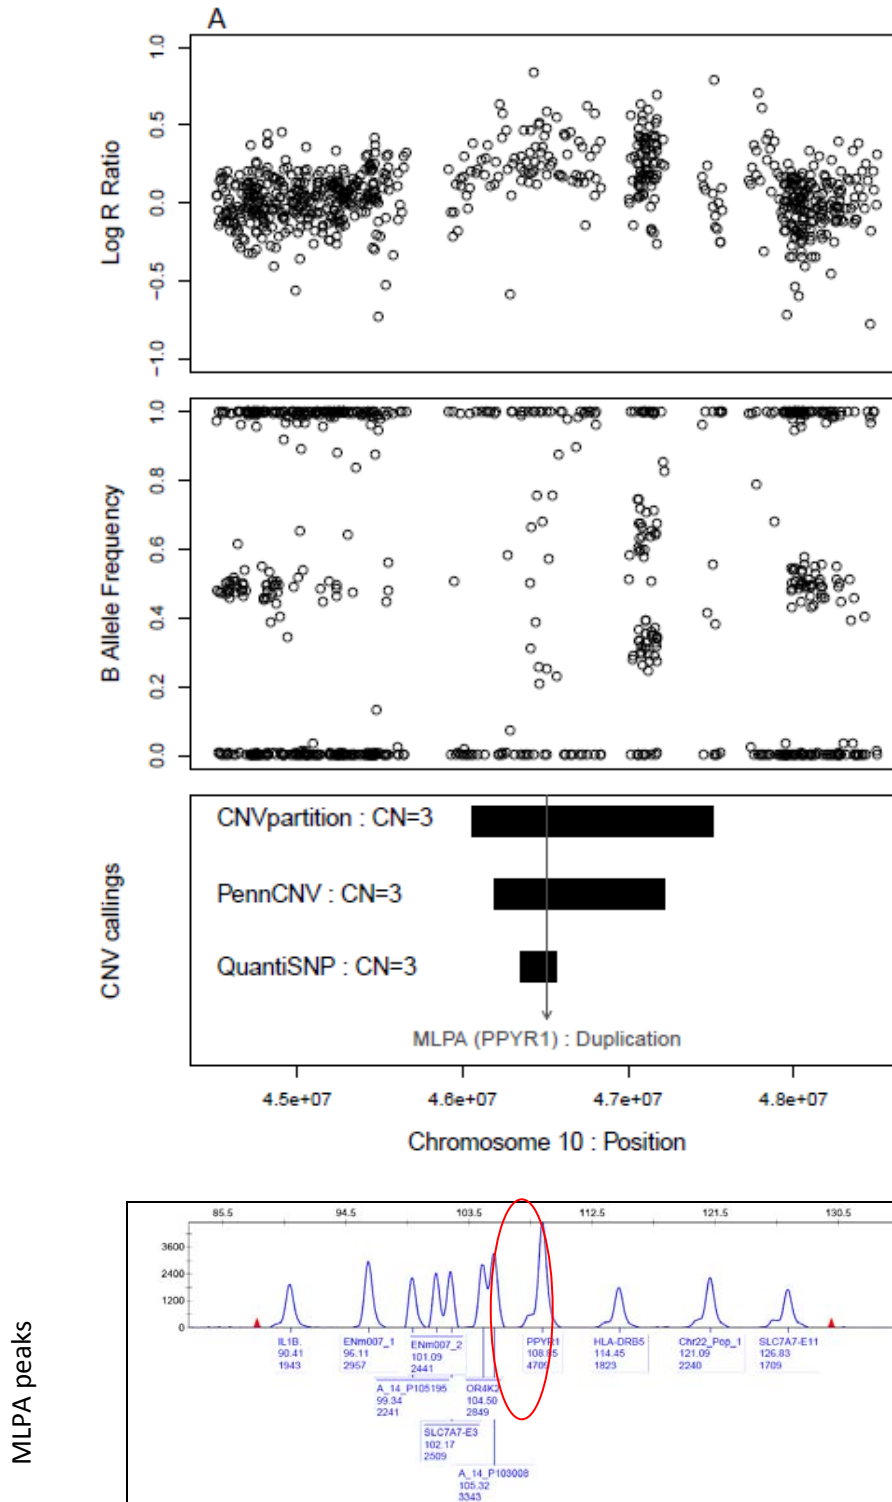 A
Log R Ratio
1.0
0.5
0.0
−0.5
−1.0
B Allele Frequency
1.0
0.8
0.6
0.4
0.2
0.0
CNV callings
CNVpartition : CN=3
PennCNV : CN=3
QuantiSNP : CN=3
MLPA (PPYR1) : Duplication
4.5e+07 4.6e+07 4.7e+07 4.8e+07
Chromosome 10 : Position
MLPA peaks
85.5 94.5 103.5 112.5 121.5 130.5
3600
2400
1200
0
IL1B.
90.41
1943
ENm007_1
96.11
2957
ENm007_2
101.09
2441
PPYR1
108.85
4709
HLA-DRB5
114.45
1823
Chr22_Pop_1
121.09
2240
SLC7A7-E11
126.83
1709
A_14_P105195
99.34
2241
OR4K2
104.50
2849
SLC7A7-E3
102.17
2509
A_14_P103008
105.32
3343